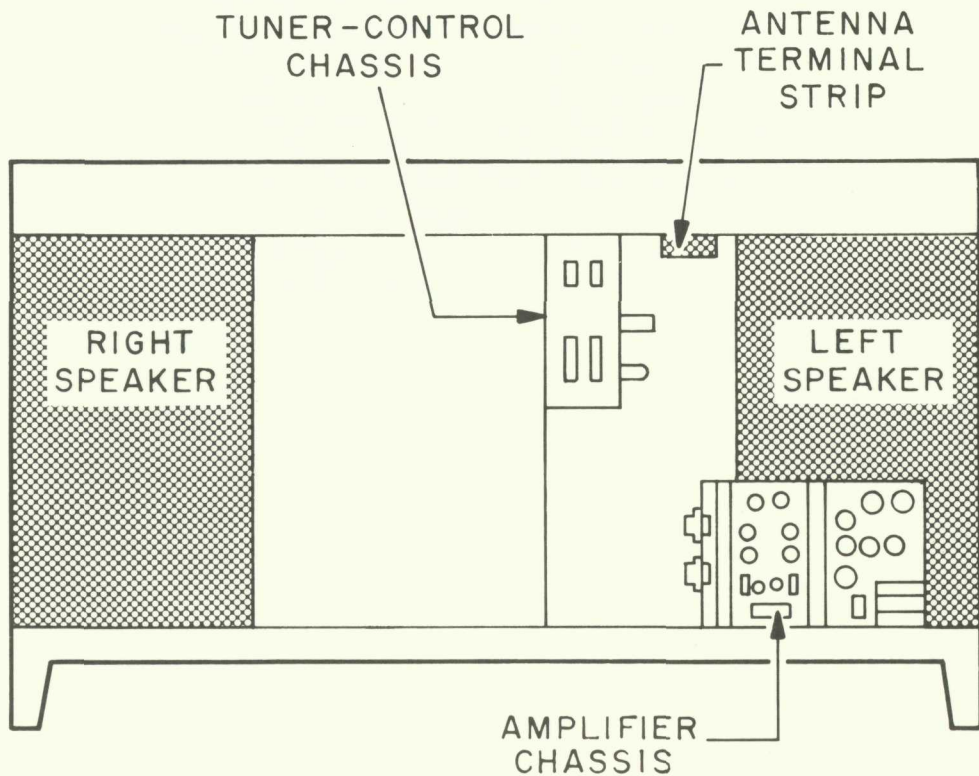 TUNER-CONTROL
CHASSIS
ANTENNA
TERMINAL
STRIP
RIGHT
SPEAKER
LEFT
SPEAKER
AMPLIFIER
CHASSIS